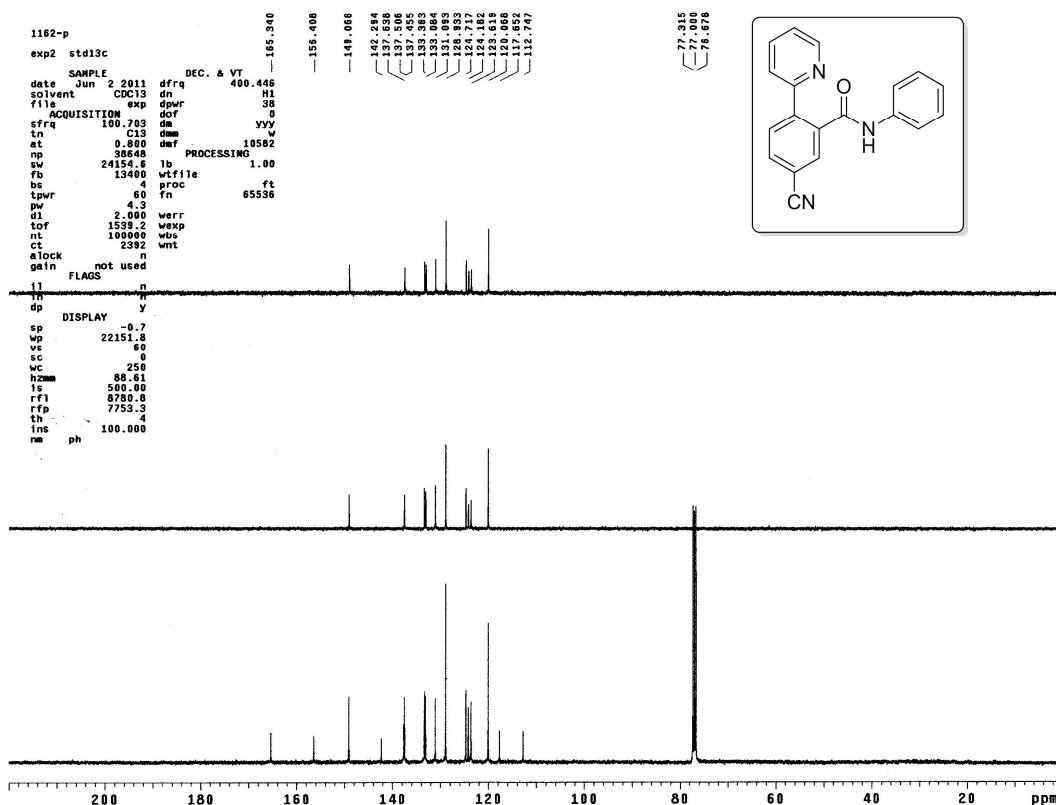 1162-p
exp2 std13c
SAMPLE DEC. & VT
date Jun 2 2011 dfrq 400.446
solvent CDCl3 dn H1
file exp dpwr 38
ACQUISITION dof 0
sfrq 100.703 dm yyy
tn C13 dmm w
at 0.800 dmf 10582
np 38648 PROCESSING
sw 24154.6 lb 1.00
fb 13400 wtfile
bs 4 proc ft
tpwr 60 fn 65536
pw 4.3
d1 2.000 werr
tof 1539.2 wexp
nt 100000 wbs
ct 2392 wnt
alock n
gain not used
FLAGS
il n
in n
dp y
DISPLAY
sp -0.7
wp 22151.8
vs 60
sc 0
wc 250
hzmm 88.61
is 500.00
rfl 8780.8
rfp 7753.3
th 4
ins 100.000
nm ph
165.340
156.408
149.066
142.294
137.638
137.506
137.455
133.363
133.084
131.093
128.933
124.717
124.182
123.619
120.068
117.652
112.747
77.315
77.000
76.678
N
O
N
H
CN
200 180 160 140 120 100 80 60 40 20 ppm